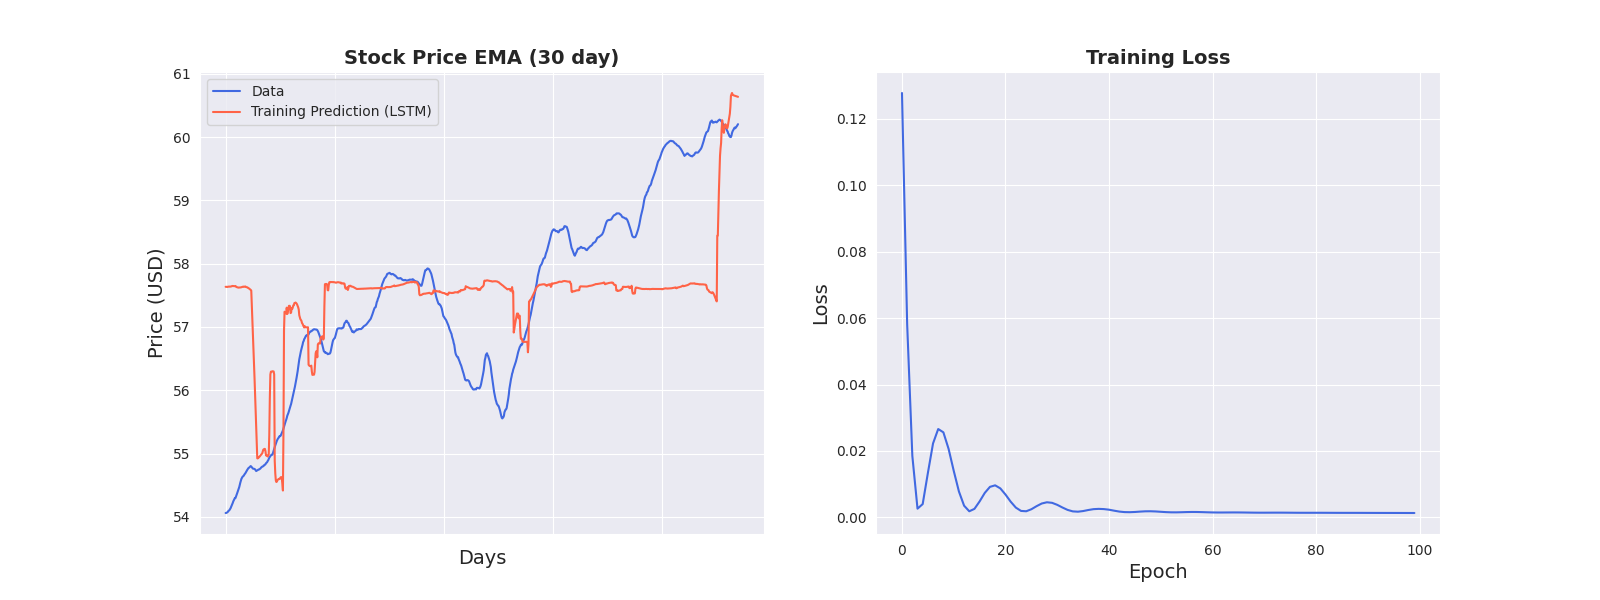 Stock Price EMA (30 day)
Data
Training Prediction (LSTM)
61
60
59
58
57
56
55
54
Price (USD)
Days
Training Loss
0.12
0.10
0.08
0.06
0.04
0.02
0.00
Loss
0 20 40 60 80 100
Epoch